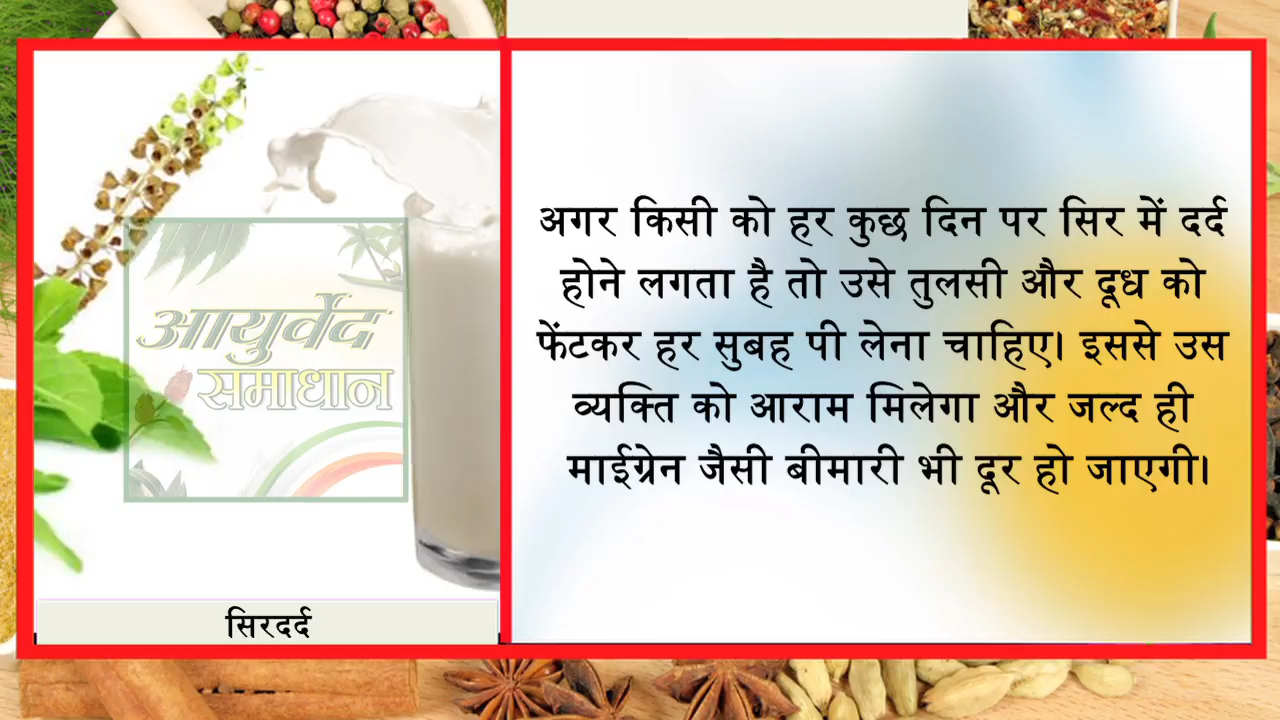 अगर किसी को हर कुछ दिन पर सिर में दर्द
होने लगता है तो उसे तुलसी और दूध को
फेंटकर हर सुबह पी लेना चाहिए। इससे उस
व्यक्ति को आराम मिलेगा और जल्द ही
माईग्रेन जैसी बीमारी भी दूर हो जाएगी।
आयुर्वेद
समाधान
सिरदर्द